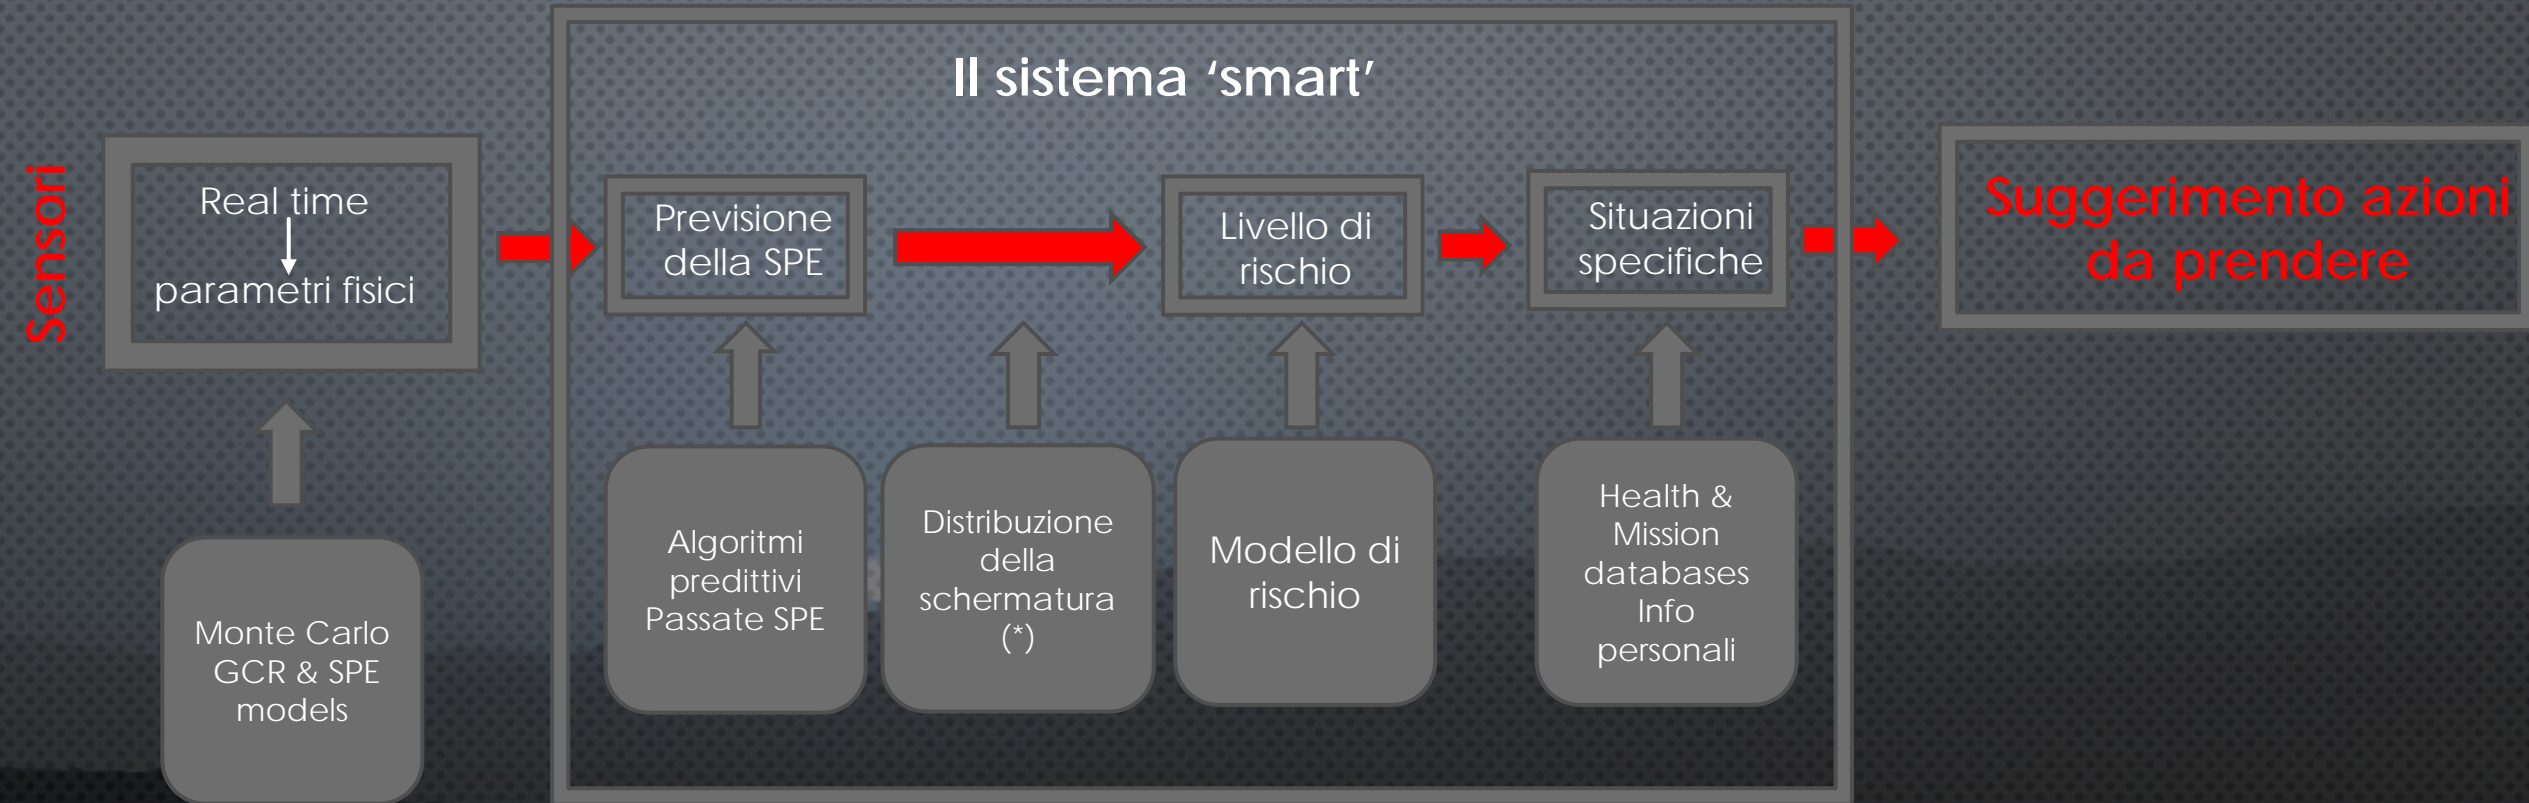 Il sistema ‘smart’
Sensori
Real time
parametri fisici
Previsione
della SPE
Livello di
rischio
Situazioni
specifiche
Suggerimento azioni
da prendere
Monte Carlo
GCR & SPE
models
Algoritmi
predittivi
Passate SPE
Distribuzione
della
schermatura
(*)
Modello di
rischio
Health &
Mission
databases
Info
personali